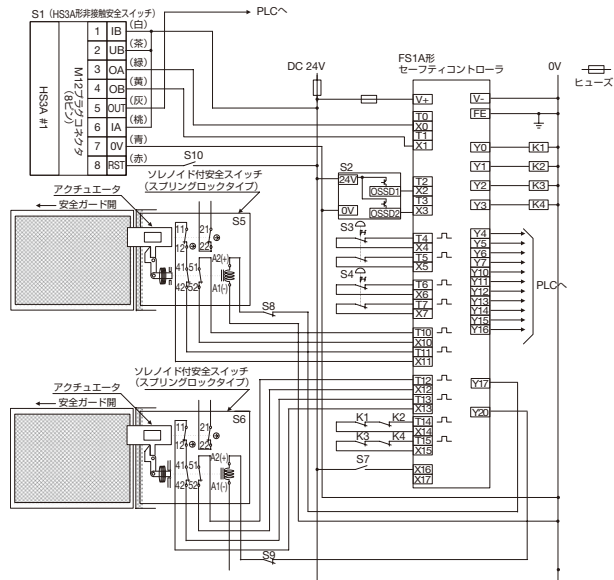 S1（HS3A形非接触安全スイッチ）
HS3A #1
M12プラグコネクタ
(8ピン)
1 IB （白）
2 UB （茶）
3 OA （緑）
4 OB （黄）
5 OUT （灰）
6 IA （桃）
7 0V （青）
8 RST （赤）
PLCへ
S10
DC 24V
FS1A形
セーフティコントローラ
0V
ヒューズ
V+
T0
X0
T1
X1
T2
X2
T3
X3
T4
X4
T5
X5
T6
X6
T7
X7
T10
X10
T11
X11
T12
X12
T13
X13
T14
X14
T15
X15
X16
X17
V-
FE
Y0
K1
Y1
K2
Y2
K3
Y3
K4
Y4
Y5
Y6
Y7
Y10
Y11
Y12
Y13
Y14
Y15
Y16
PLCへ
Y17
Y20
S2
24V
0V
OSSD1
OSSD2
S3
S4
K1 K2
K3 K4
S7
ソレノイド付安全スイッチ
（スプリングロックタイプ）
アクチュエータ
安全ガード開
S5
11
12
21
22
41
51
42
52
A2(+)
A1(-)
S8
ソレノイド付安全スイッチ
（スプリングロックタイプ）
アクチュエータ
安全ガード開
S6
11
12
21
22
41
51
42
52
A2(+)
A1(-)
S9